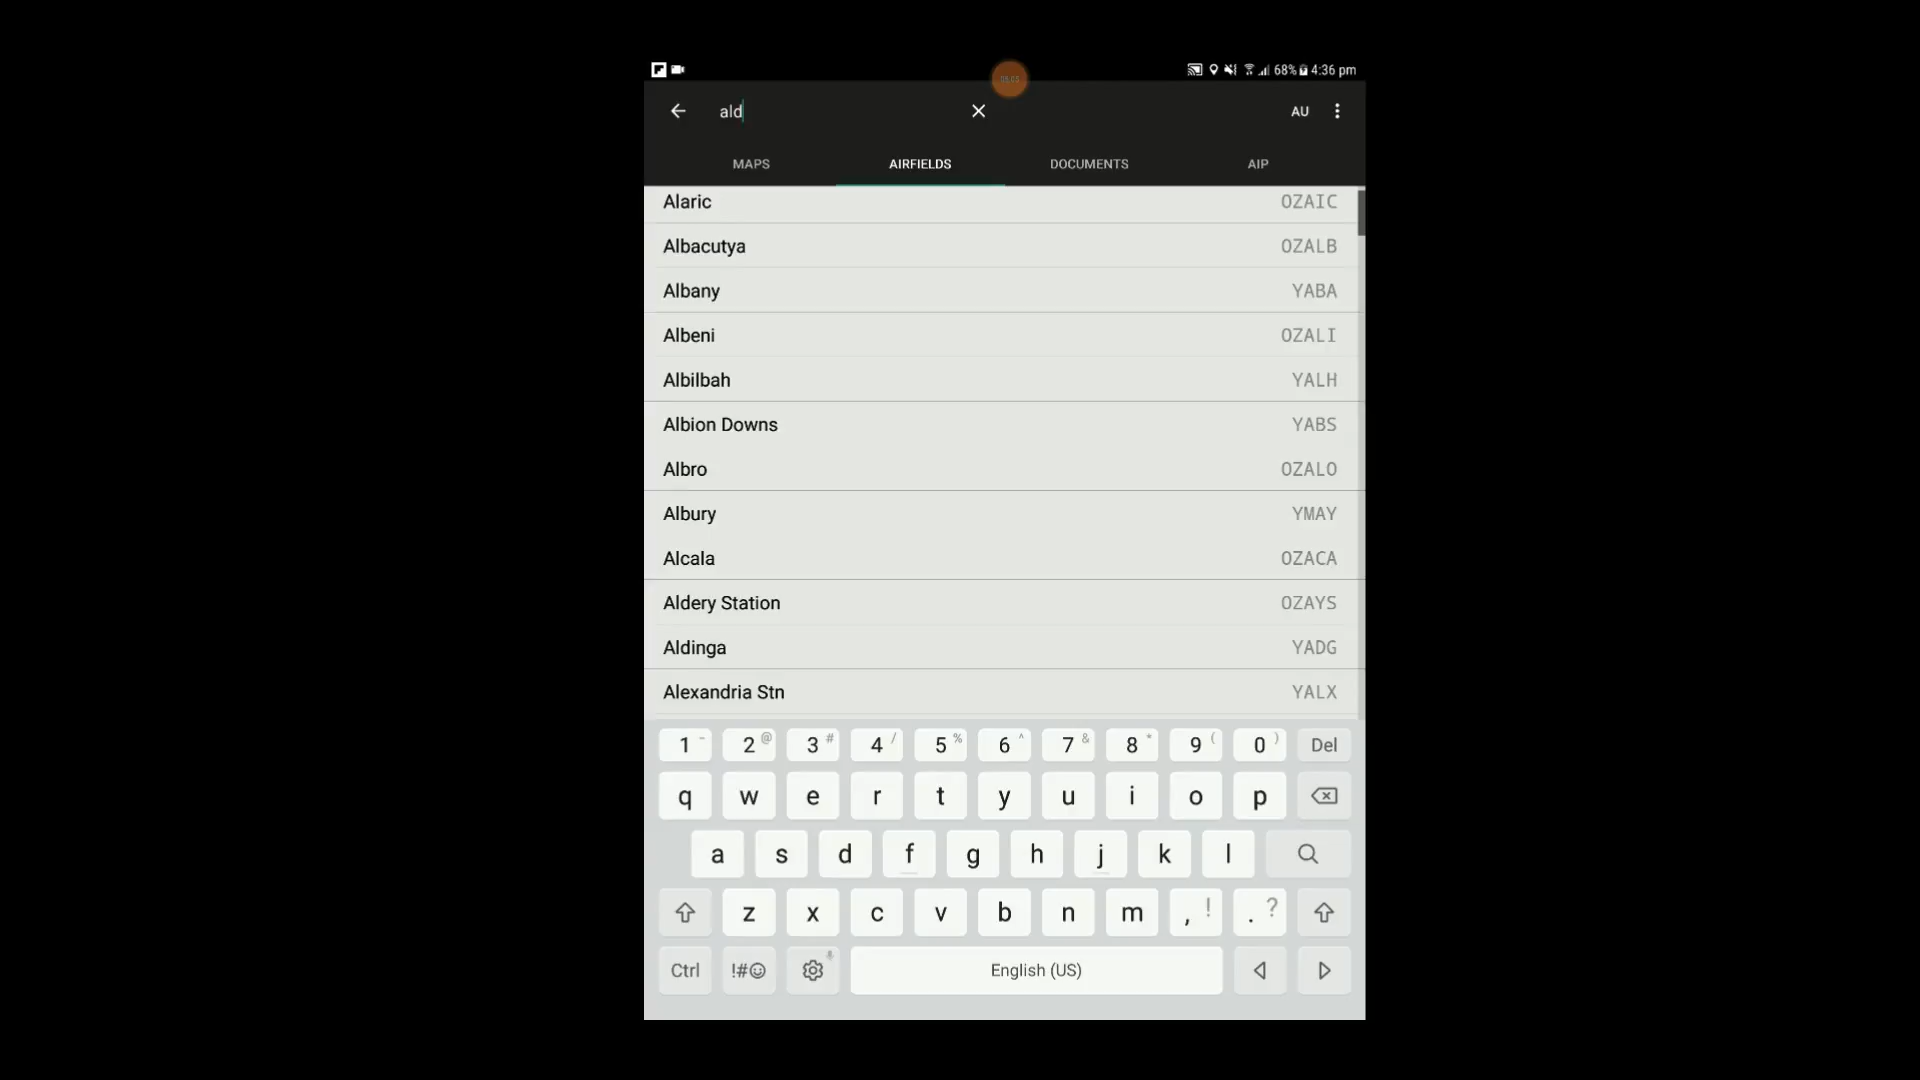 68% 4:36 pm
ald AU
MAPS AIRFIELDS DOCUMENTS AIP
Alaric OZAIC
Albacutya OZALB
Albany YABA
Albeni OZALI
Albilbah YALH
Albion Downs YABS
Albro OZALO
Albury YMAY
Alcala OZACA
Aldery Station OZAYS
Aldinga YADG
Alexandria Stn YALX
1 2 @ 3 # 4 / 5 % 6 ^ 7 & 8 * 9 ( 0 ) Del
q w e r t y u i o p
a s d f g h j k l
z x c v b n m , ! . ?
Ctrl !#☺ English (US)